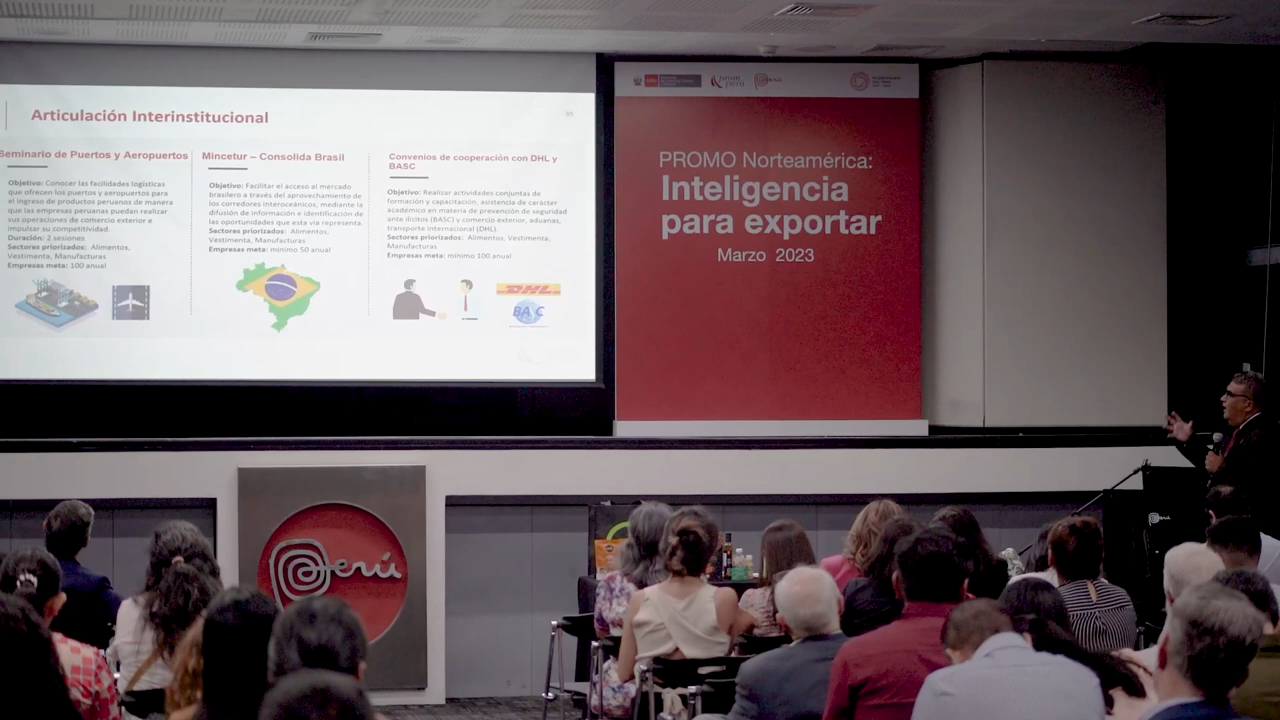 Articulación Interinstitucional
Seminario de Puertos y Aeropuertos
Objetivo: Conocer las facilidades logísticas
que ofrecen los puertos y aeropuertos para
el ingreso de productos peruanos de manera
que las empresas peruanas puedan realizar
sus operaciones de comercio exterior e
impulsar su competitividad.
Duración: 2 sesiones
Sectores priorizados: Alimentos,
Vestimenta, Manufacturas
Empresas meta: 100 anual
Mincetur – Consolida Brasil
Objetivo: Facilitar el acceso al mercado
brasilero a través del aprovechamiento de
los corredores interoceánicos, mediante la
difusión de información e identificación de
las oportunidades que esta vía representa.
Sectores priorizados: Alimentos,
Vestimenta, Manufacturas
Empresas meta: mínimo 50 anual
Convenios de cooperación con DHL y
BASC
Objetivo: Realizar actividades conjuntas de
formación y capacitación, asistencia de carácter
académico en materia de prevención de seguridad
ante ilícitos (BASC) y comercio exterior, aduanas,
transporte internacional (DHL).
Sectores priorizados: Alimentos, Vestimenta,
Manufacturas
Empresas meta: mínimo 100 anual
DHL
BASC
PROMO Norteamérica:
Inteligencia
para exportar
Marzo 2023
Perú
Perú